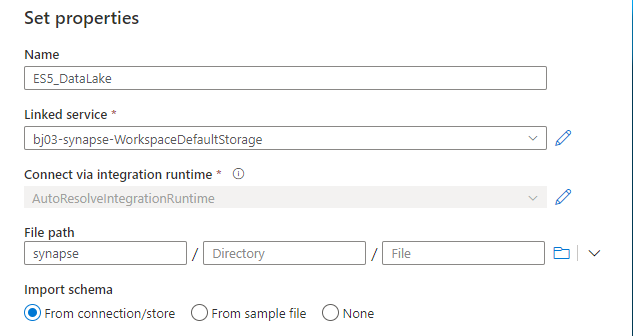 Set properties
Name
ES5_DataLake
Linked service *
bj03-synapse-WorkspaceDefaultStorage
Connect via integration runtime *
AutoResolveIntegrationRuntime
File path
synapse / Directory / File
Import schema
From connection/store From sample file None